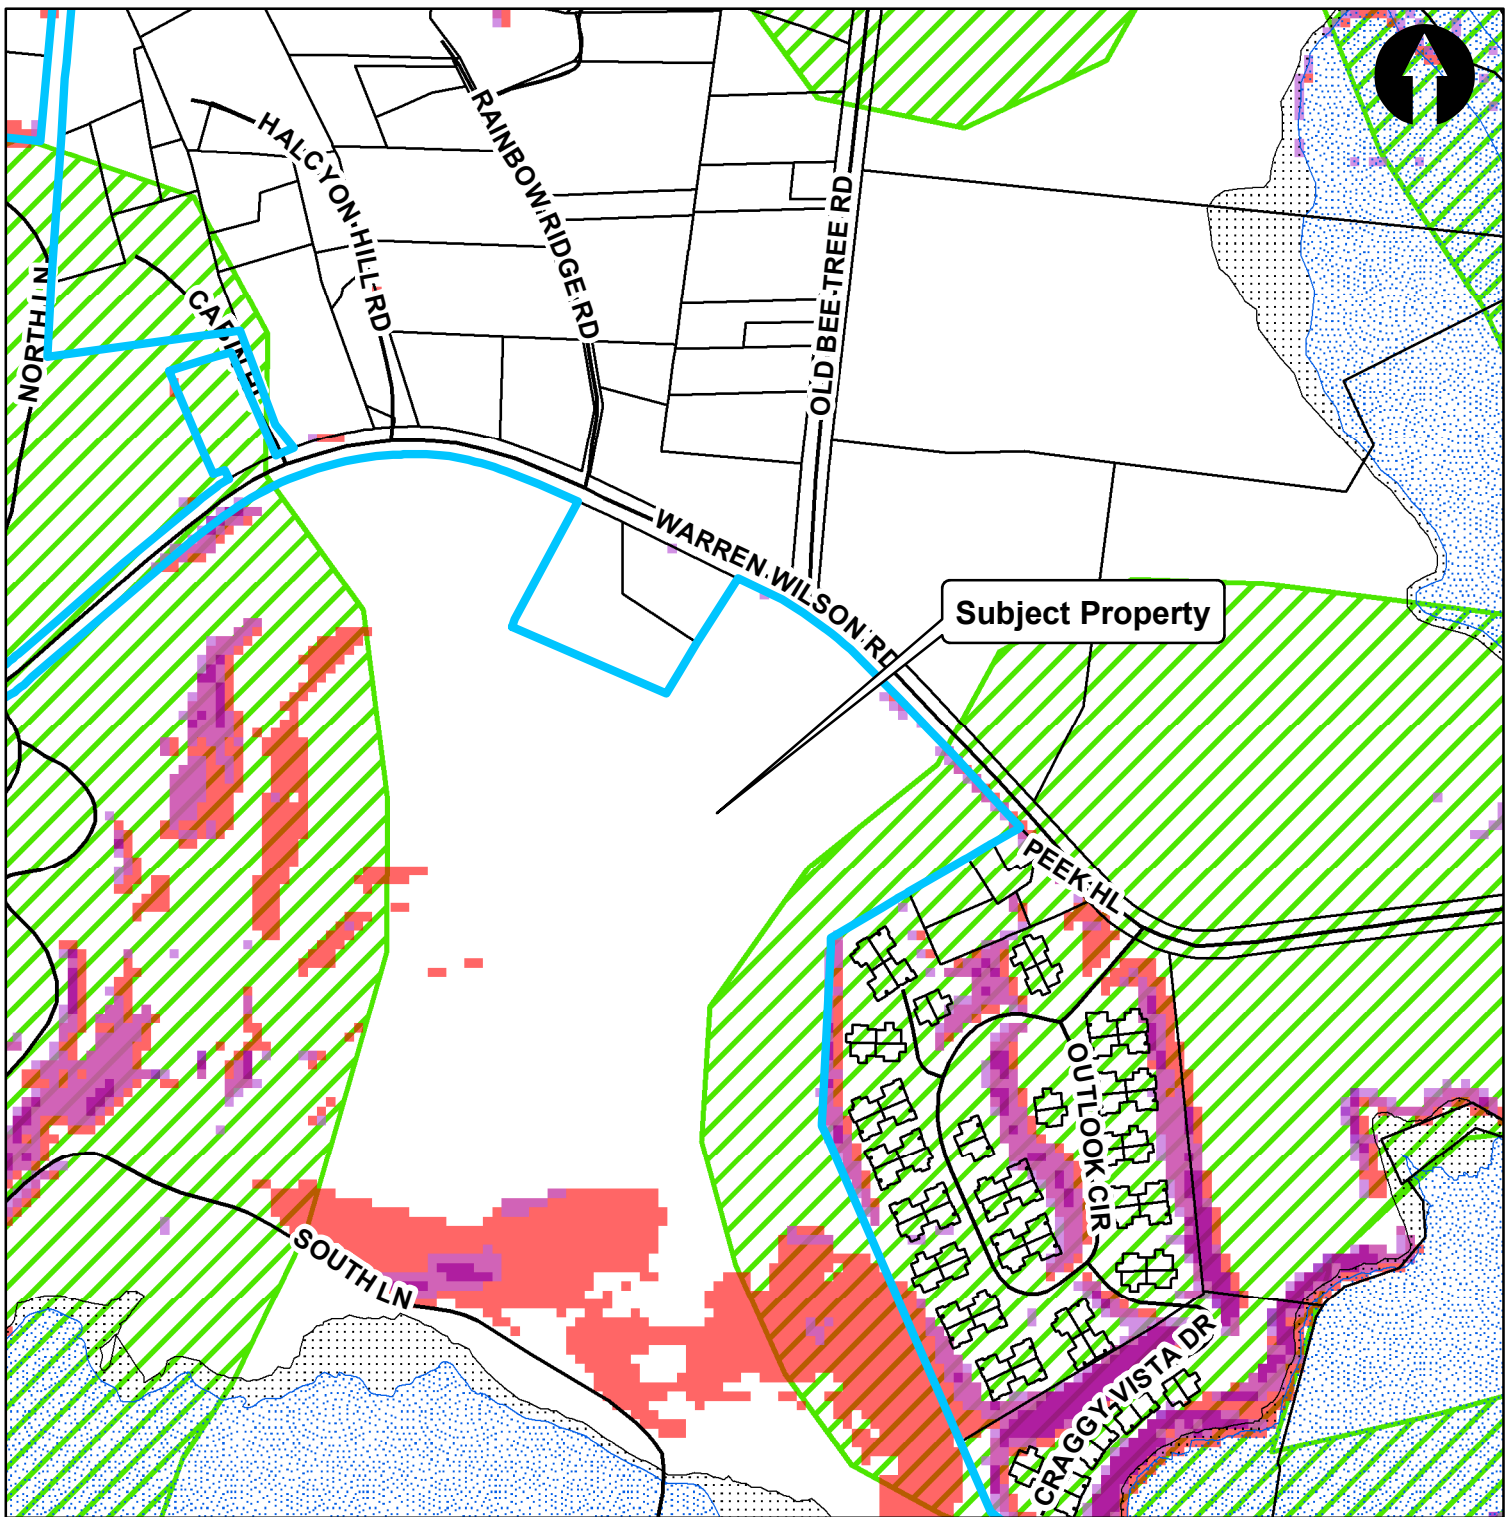 HALCYON HILL RD
RAINBOW RIDGE RD
OLD BEE TREE RD
NORTH LN
WARREN WILSON RD
Subject Property
PEEK HL
OUTLOOK CIR
SOUTH LN
CRAGGY VISTA DR